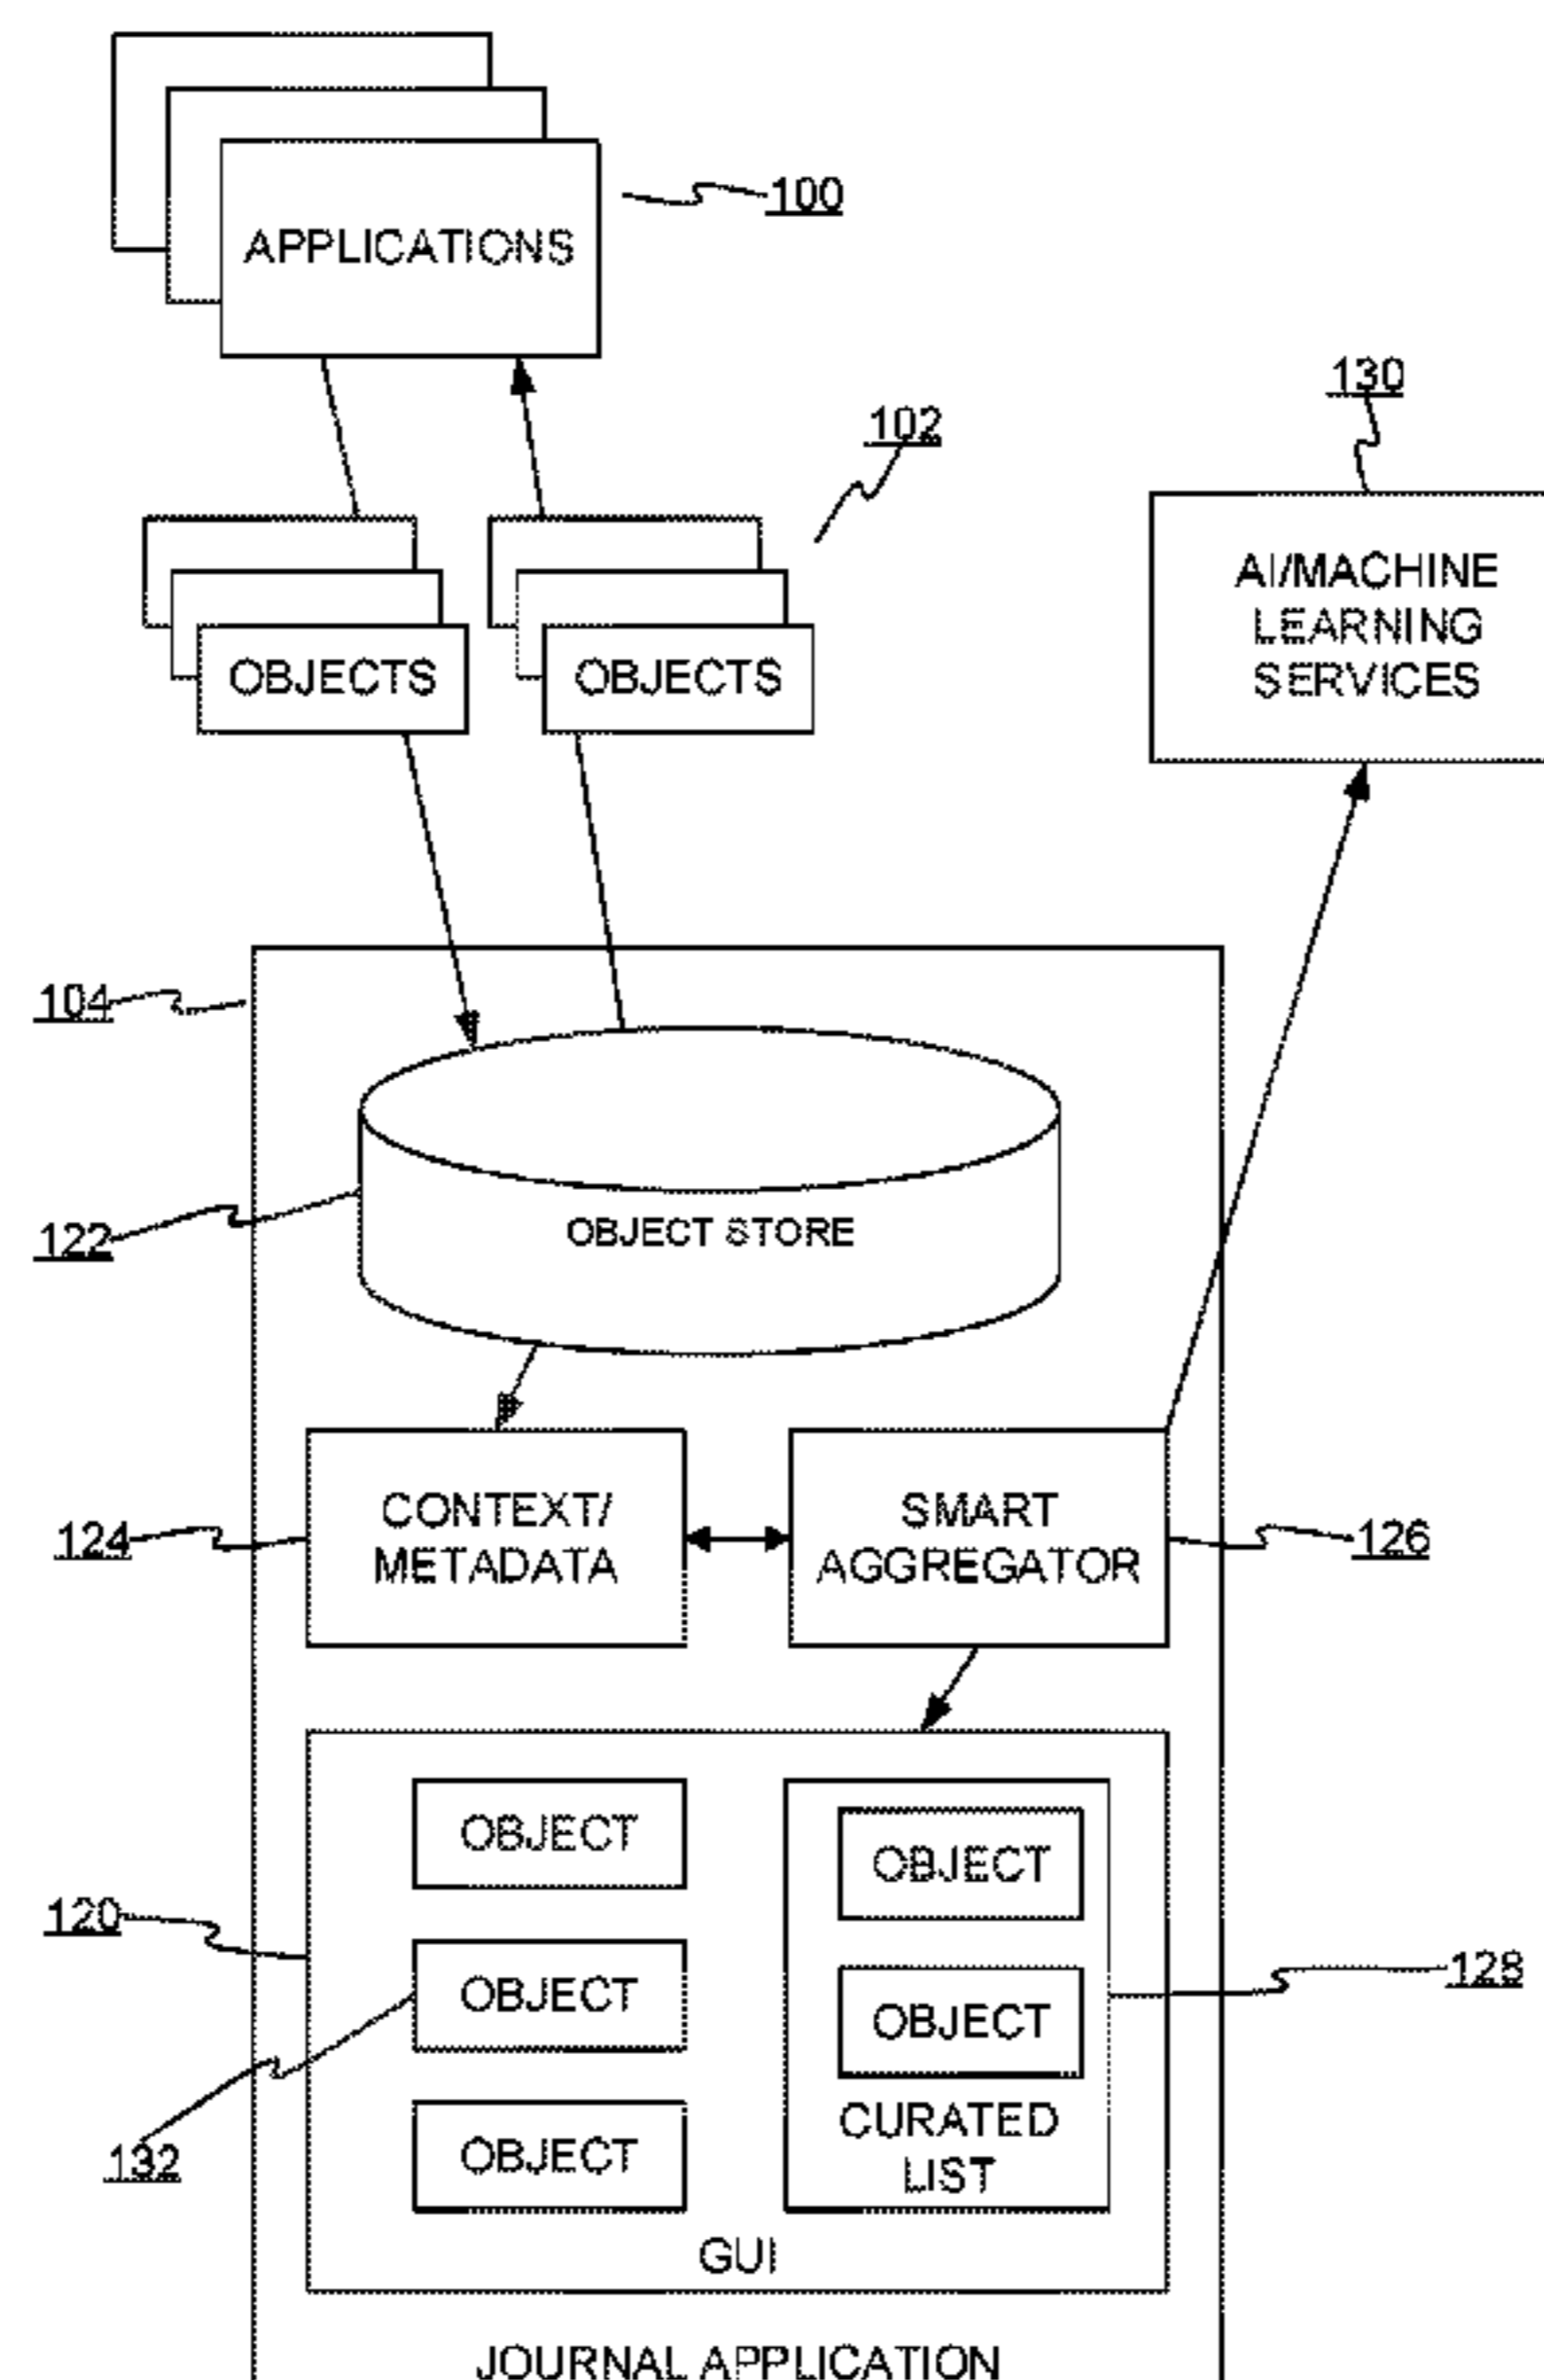 100
APPLICATIONS
130
102
AI/MACHINE
LEARNING
SERVICES
OBJECTS
OBJECTS
104
122
OBJECT STORE
CONTEXT/
METADATA
SMART
AGGREGATOR
124
126
OBJECT
OBJECT
120
OBJECT
128
OBJECT
132
OBJECT
CURATED
LIST
GUI
JOURNAL APPLICATION